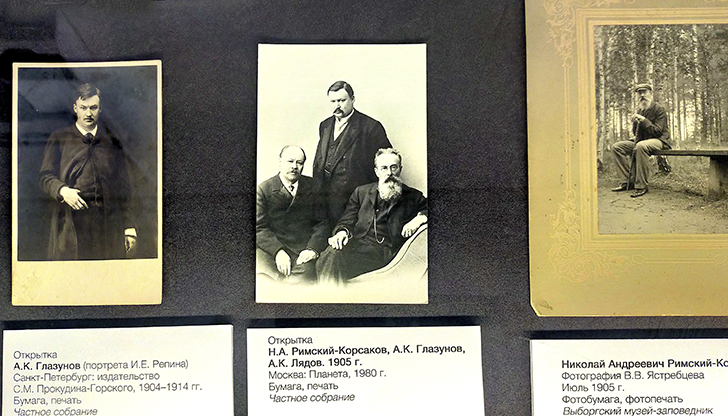 Открытка
А.К. Глазунов (портрета И.Е. Репина)
Санкт-Петербург: издательство
С.М. Прокудина-Горского, 1904–1914 гг.
Бумага, печать
Частное собрание
Открытка
Н.А. Римский-Корсаков, А.К. Глазунов,
А.К. Лядов. 1905 г.
Москва: Планета, 1980 г.
Бумага, печать
Частное собрание
Николай Андреевич Римский-Ко
Фотография В.В. Ястребцева
Июль 1905 г.
Фотобумага, фотопечать
Выборгский музей-заповедник